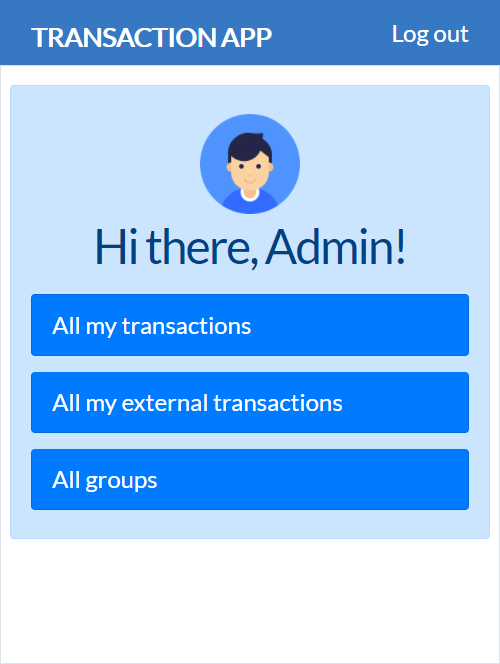 TRANSACTION APP
Log out
Hi there, Admin!
All my transactions
All my external transactions
All groups